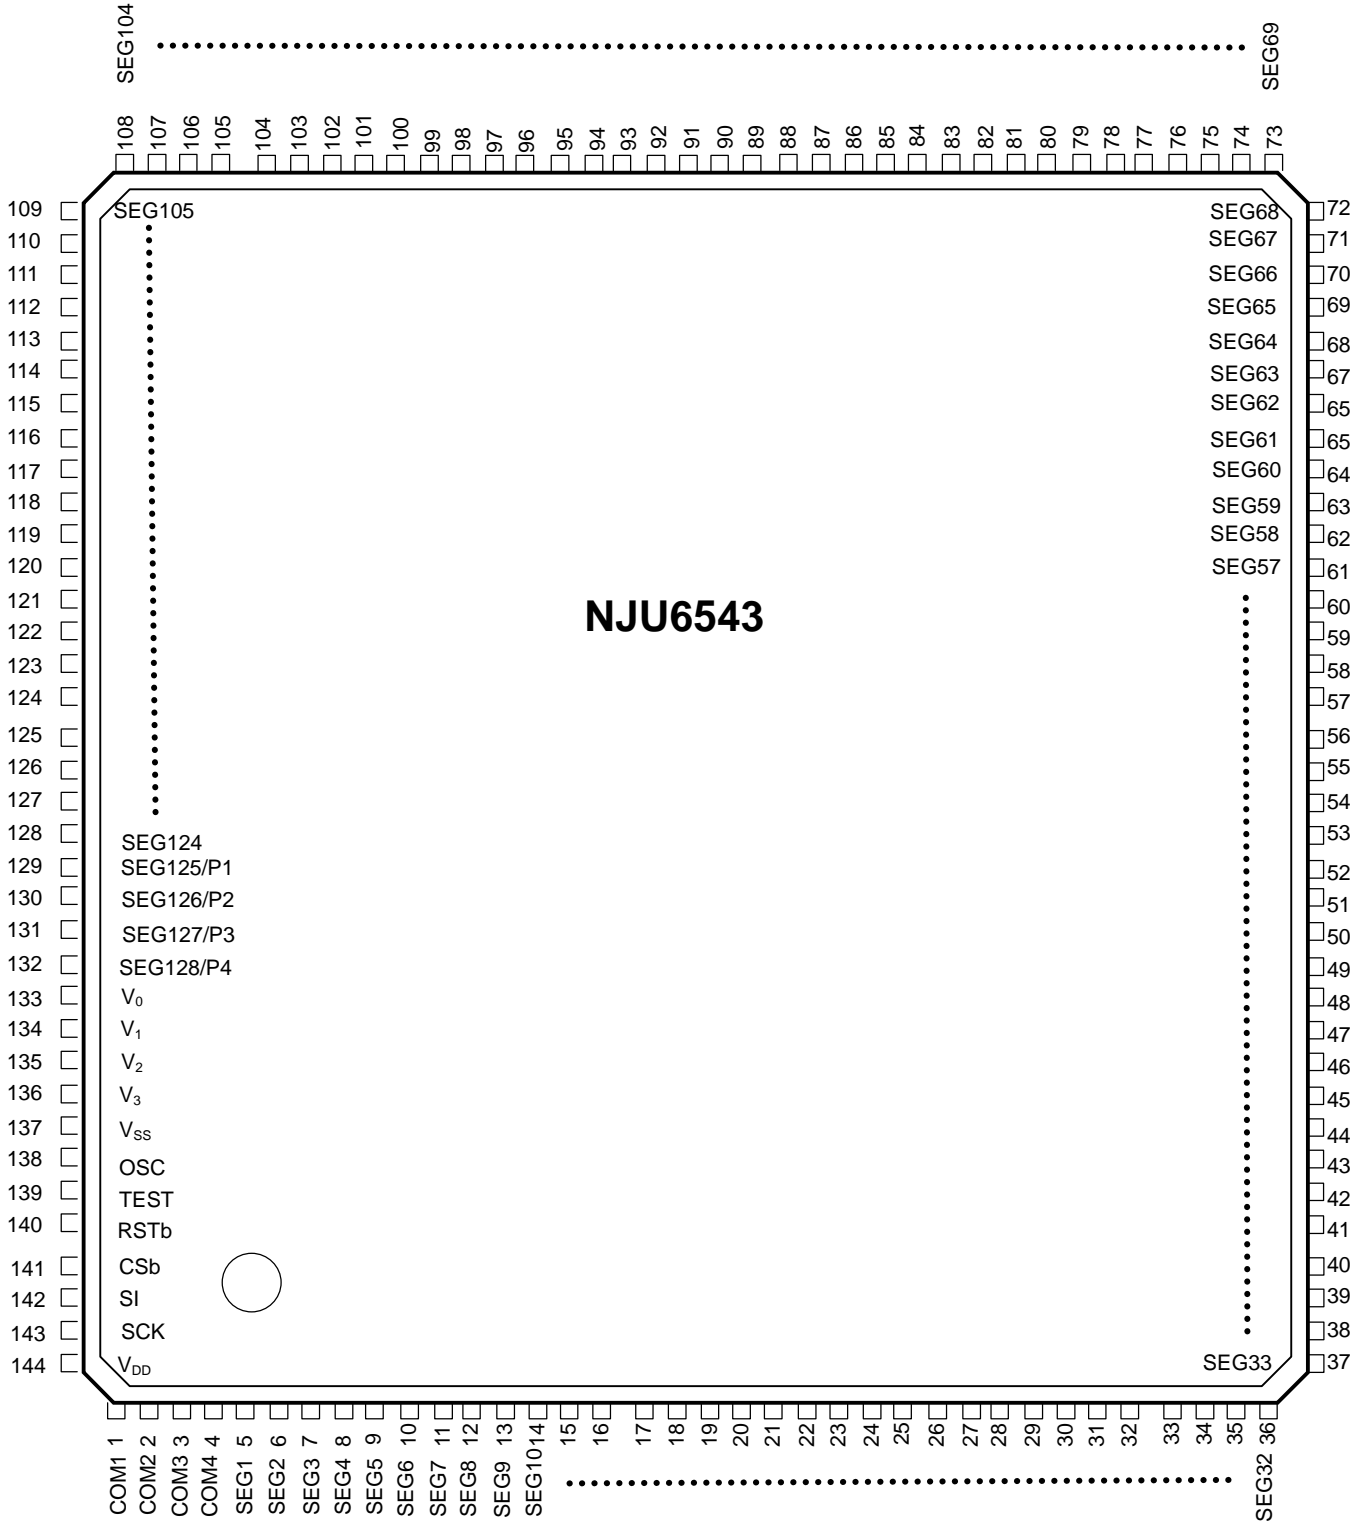 SEG104 SEG69
108 107 106 105 104 103 102 101 100 99 98 97 96 95 94 93 92 91 90 89 88 87 86 85 84 83 82 81 80 79 78 77 76 75 74 73
109 SEG105 SEG68 72
110 SEG67 71
111 SEG66 70
112 SEG65 69
113 SEG64 68
114 SEG63 67
115 SEG62 65
116 SEG61 65
117 SEG60 64
118 SEG59 63
119 SEG58 62
120 SEG57 61
121 60
NJU6543
122 59
123 58
124 57
125 56
126 55
127 54
128 SEG124 53
129 SEG125/P1 52
130 SEG126/P2 51
131 SEG127/P3 50
132 SEG128/P4 49
133 V0 48
134 V1 47
135 V2 46
136 V3 45
137 VSS 44
138 OSC 43
139 TEST 42
140 RSTb 41
141 CSb 40
142 SI 39
143 SCK 38
144 VDD SEG33 37
1 2 3 4 5 6 7 8 9 10 11 12 13 14 15 16 17 18 19 20 21 22 23 24 25 26 27 28 29 30 31 32 33 34 35 36
COM1 COM2 COM3 COM4 SEG1 SEG2 SEG3 SEG4 SEG5 SEG6 SEG7 SEG8 SEG9 SEG10 SEG32